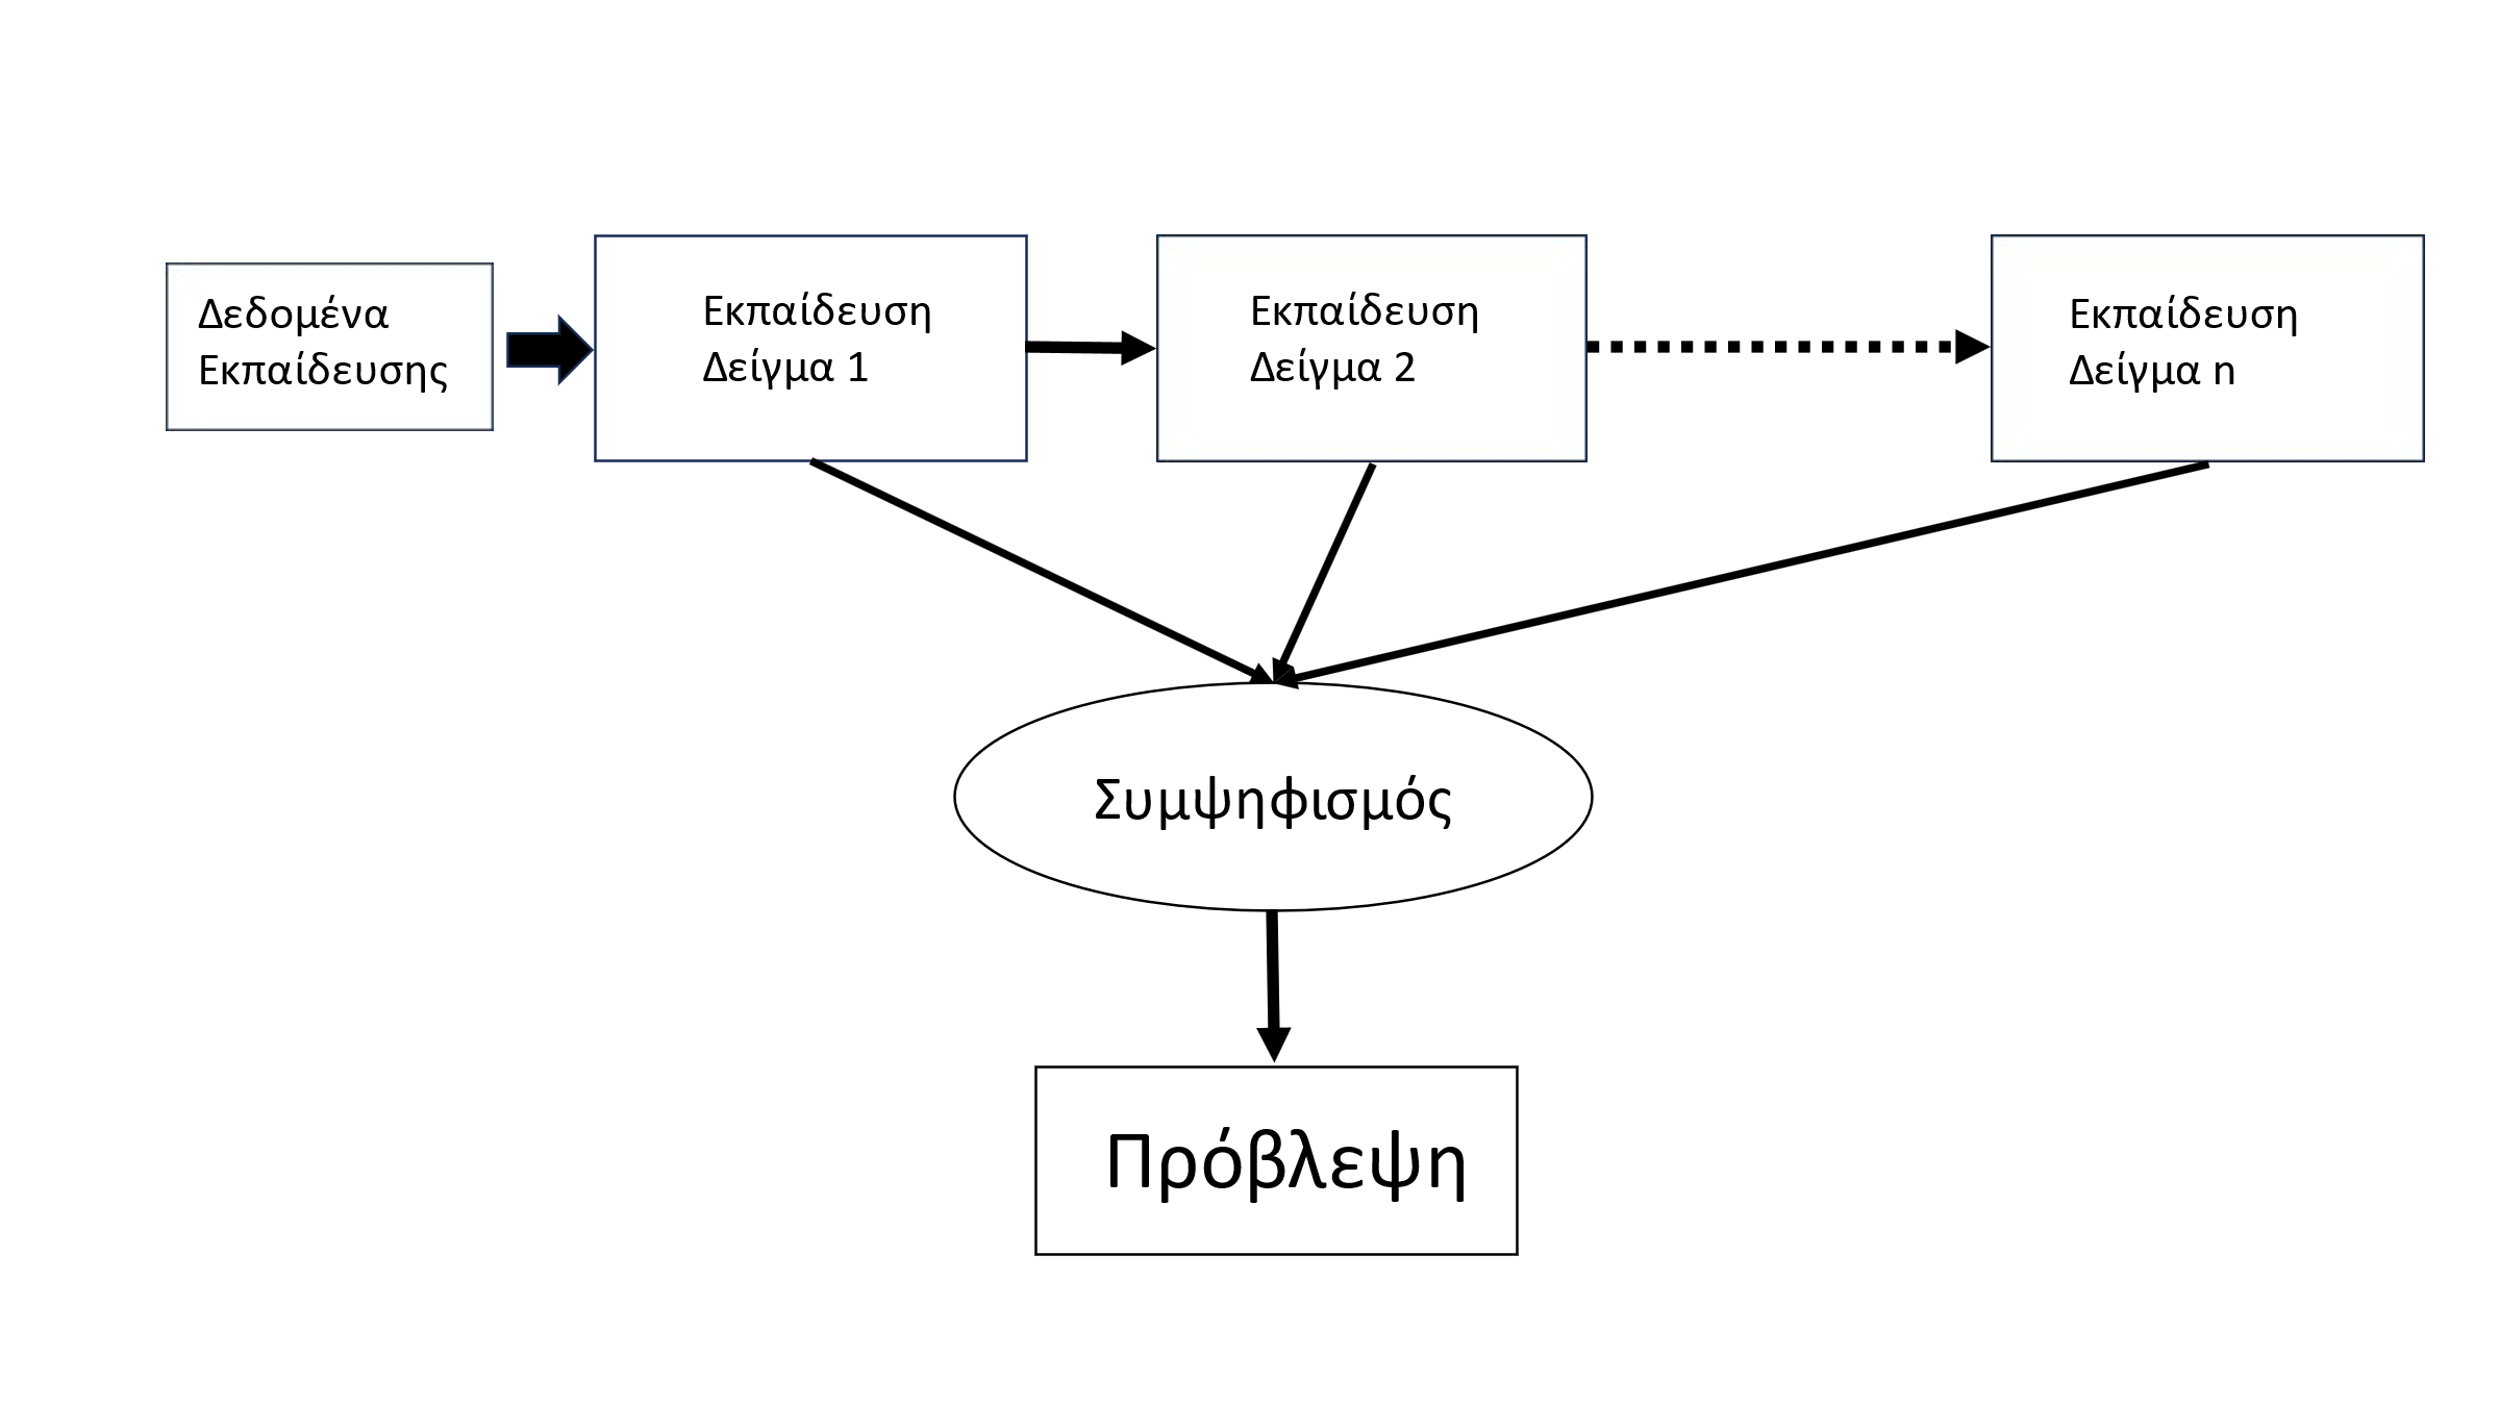 Δεδομένα
Εκπαίδευσης
Εκπαίδευση
Δείγμα 1
Εκπαίδευση
Δείγμα 2
Εκπαίδευση
Δείγμα n
Συμψηφισμός
Πρόβλεψη